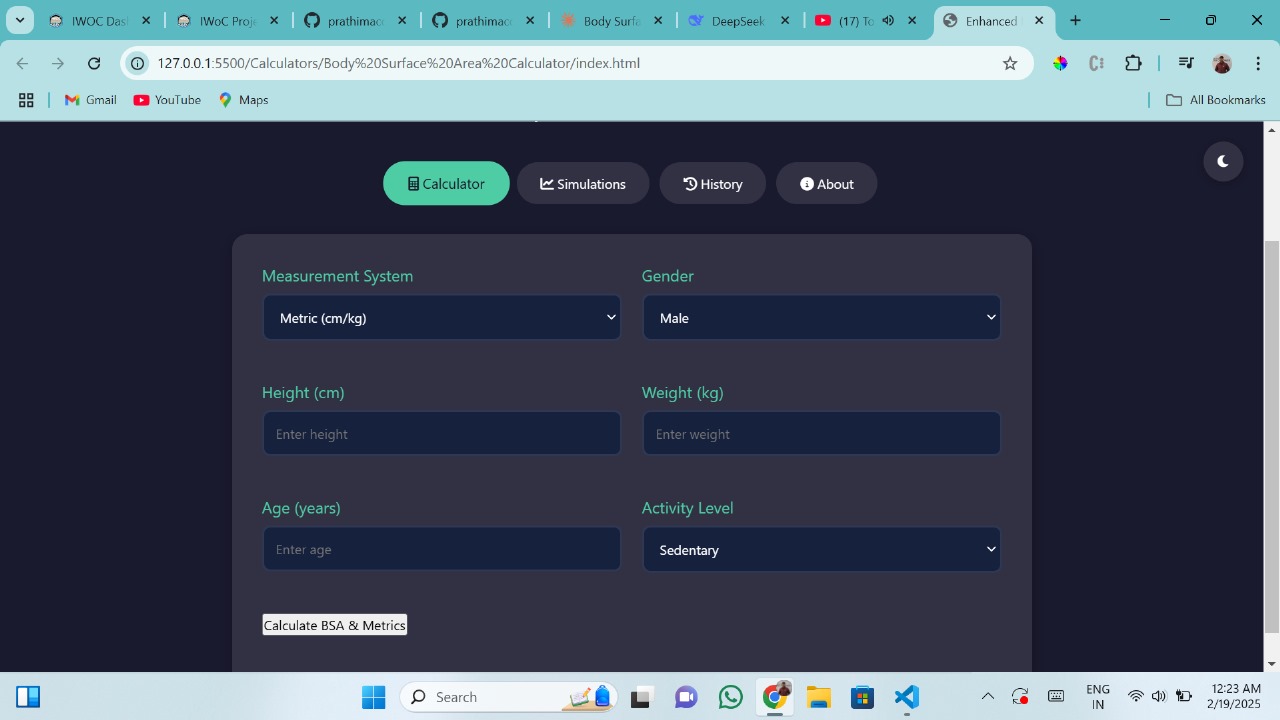 IWOC Das
IWoC Proje
prathimaco
prathimaco
Body Surfa
DeepSeek
(17) To
Enhanced
127.0.0.1:5500/Calculators/Body%20Surface%20Area%20Calculator/index.html
Gmail YouTube Maps All Bookmarks
Calculator Simulations History About
Measurement System Gender
Metric (cm/kg) Male
Height (cm) Weight (kg)
Enter height Enter weight
Age (years) Activity Level
Enter age Sedentary
Calculate BSA & Metrics
Search
ENG
IN
12:23 AM
2/19/2025